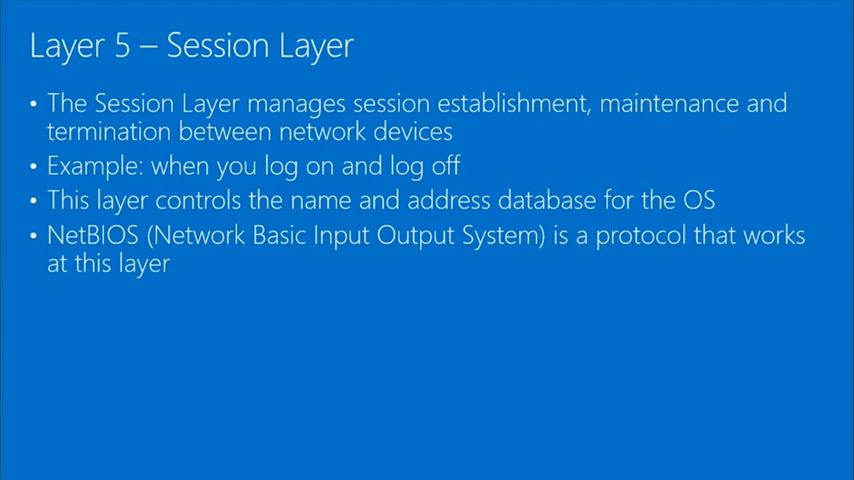 Layer 5 – Session Layer
• The Session Layer manages session establishment, maintenance and
termination between network devices
• Example: when you log on and log off
• This layer controls the name and address database for the OS
• NetBIOS (Network Basic Input Output System) is a protocol that works
at this layer